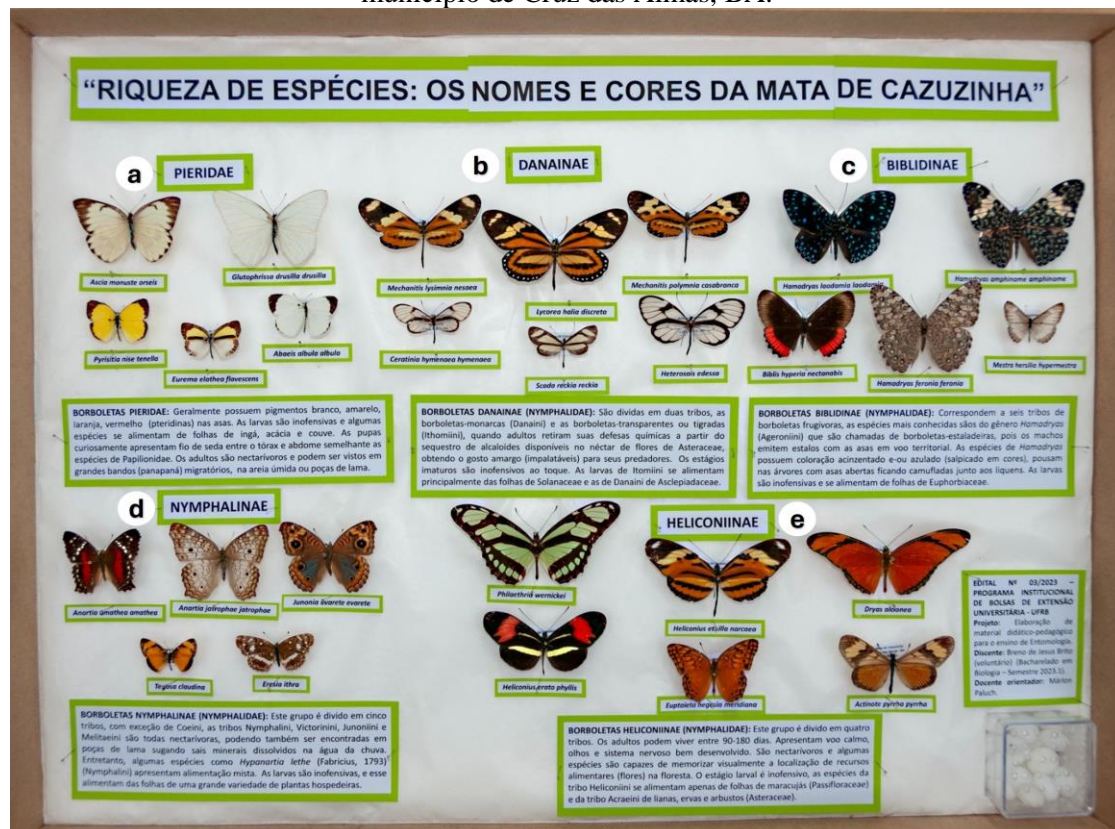 município de Cruz das Almas, BA.
“RIQUEZA DE ESPÉCIES: OS NOMES E CORES DA MATA DE CAZUZINHA”
a
PIERIDAE
b
DANAINAE
c
BIBLIDINAE
Ascia monuste orseis
Glutophrissa drusilla drusilla
Mechanitis lysimnia nesaea
Mechanitis polymnia casabranca
Hamadryas laodamia laodamia
Hamadryas amphinome amphinome
Lycorea halia discreta
Pyrisitia nise tenella
Eurema elathea flavescens
Abaeis albula albula
Ceratinia hymenaea hymenaea
Scada reckia reckia
Heterosais edessa
Biblis hyperia nectanabis
Hamadryas feronia feronia
Mestra hersilia hypermestra
BORBOLETAS PIERIDAE: Geralmente possuem pigmentos branco, amarelo,
laranja, vermelho (pteridinas) nas asas. As larvas são inofensivas e algumas
espécies se alimentam de folhas de ingá, acácia e couve. As pupas
curiosamente apresentam fio de seda entre o tórax e abdome semelhante as
espécies de Papilionidae. Os adultos são nectarívoros e podem ser vistos em
grandes bandos (panapaná) migratórios, na areia úmida ou poças de lama.
BORBOLETAS DANAINAE (NYMPHALIDAE): São dividas em duas tribos, as
borboletas-monarcas (Danaini) e as borboletas-transparentes ou tigradas
(Ithomiini), quando adultos retiram suas defesas químicas a partir do
sequestro de alcaloides disponíveis no néctar de flores de Asteraceae,
obtendo o gosto amargo (impalatáveis) para seus predadores. Os estágios
imaturos são inofensivos ao toque. As larvas de Itomiini se alimentam
principalmente das folhas de Solanaceae e as de Danaini de Asclepiadaceae.
BORBOLETAS BIBLIDINAE (NYMPHALIDAE): Correspondem a seis tribos de
borboletas frugivoras, as espécies mais conhecidas sãos do gênero Hamadryas
(Ageroniini) que são chamadas de borboletas-estaladeiras, pois os machos
emitem estalos com as asas em voo territorial. As espécies de Hamadryas
possuem coloração acinzentado e-ou azulado (salpicado em cores), pousam
nas árvores com asas abertas ficando camufladas junto aos liquens. As larvas
são inofensivas e se alimentam de folhas de Euphorbiaceae.
d
NYMPHALINAE
HELICONIINAE
e
Anartia amathea amathea
Anartia jatrophae jatrophae
Junonia evarete evarete
Philaethria wernickei
Heliconius etsilla narcaea
Dryas alcionea
Tegosa claudina
Eresia ithra
Heliconius erato phyllis
Euptoieta hegesia meridiana
Actinote pyrrha pyrrha
EDITAL Nº 03/2023 –
PROGRAMA INSTITUCIONAL
DE BOLSAS DE EXTENSÃO
UNIVERSITÁRIA - UFRB
Projeto: Elaboração de
material didático-pedagógico
para o ensino de Entomologia.
Discente: Breno de Jesus Brito
(voluntário) (Bacharelado em
Biologia – Semestre 2023.1).
Docente orientador: Márlon
Paluch.
BORBOLETAS NYMPHALINAE (NYMPHALIDAE): Este grupo é divido em cinco
tribos, com exceção de Coeini, as tribos Nymphalini, Victorinini, Junoniini e
Melitaeini são todas nectarívoras, podendo também ser encontradas em
poças de lama sugando sais minerais dissolvidos na água da chuva.
Entretanto, algumas espécies como Hypanartia lethe (Fabricius, 1793)
(Nymphalini) apresentam alimentação mista. As larvas são inofensivas, e esse
alimentam das folhas de uma grande variedade de plantas hospedeiras.
BORBOLETAS HELICONIINAE (NYMPHALIDAE): Este grupo é divido em quatro
tribos. Os adultos podem viver entre 90-180 dias. Apresentam voo calmo,
olhos e sistema nervoso bem desenvolvido. São nectarívoros e algumas
espécies são capazes de memorizar visualmente a localização de recursos
alimentares (flores) na floresta. O estágio larval é inofensivo, as espécies da
tribo Heliconiini se alimentam apenas de folhas de maracujás (Passifloraceae)
e da tribo Acraeini de lianas, ervas e arbustos (Asteraceae).